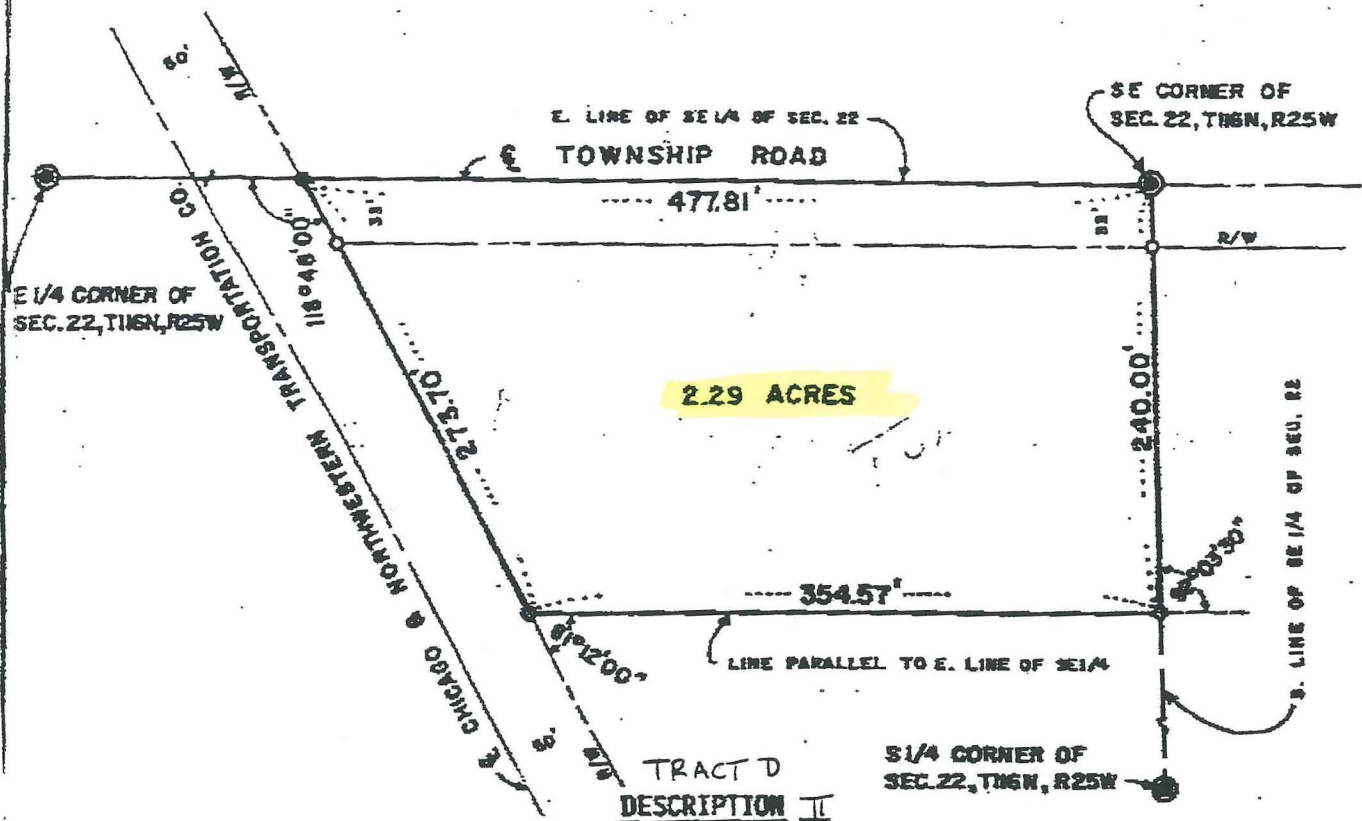 50'
R/W
E. LINE OF SE 1/4 OF SEC. 22
SE CORNER OF
SEC. 22, T116N, R25W
℄ TOWNSHIP ROAD
477.81'
33'
33'
R/W
118°48'00"
E 1/4 CORNER OF
SEC. 22, T116N, R25W
℄ CHICAGO & NORTHWESTERN TRANSPORTATION CO.
273.70'
2.29 ACRES
240.00'
S. LINE OF SE 1/4 OF SEC. 22
03'30"
354.57'
61°12'00"
LINE PARALLEL TO E. LINE OF SE1/4
50'
R/W
S 1/4 CORNER OF
SEC. 22, T116N, R25W
TRACT D
DESCRIPTION II